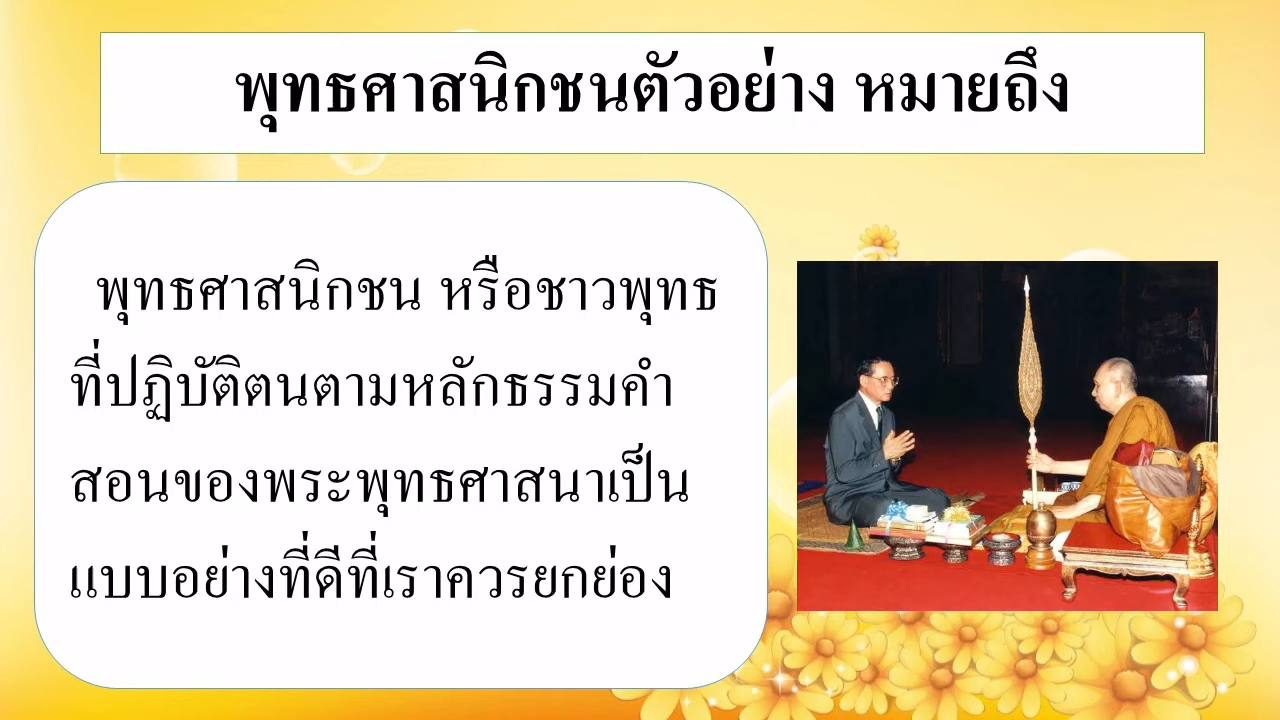 พุทธศาสนิกชนตัวอย่าง หมายถึง
พุทธศาสนิกชน หรือชาวพุทธ
ที่ปฏิบัติตนตามหลักธรรมคำ
สอนของพระพุทธศาสนาเป็น
แบบอย่างที่ดีที่เราควรยกย่อง